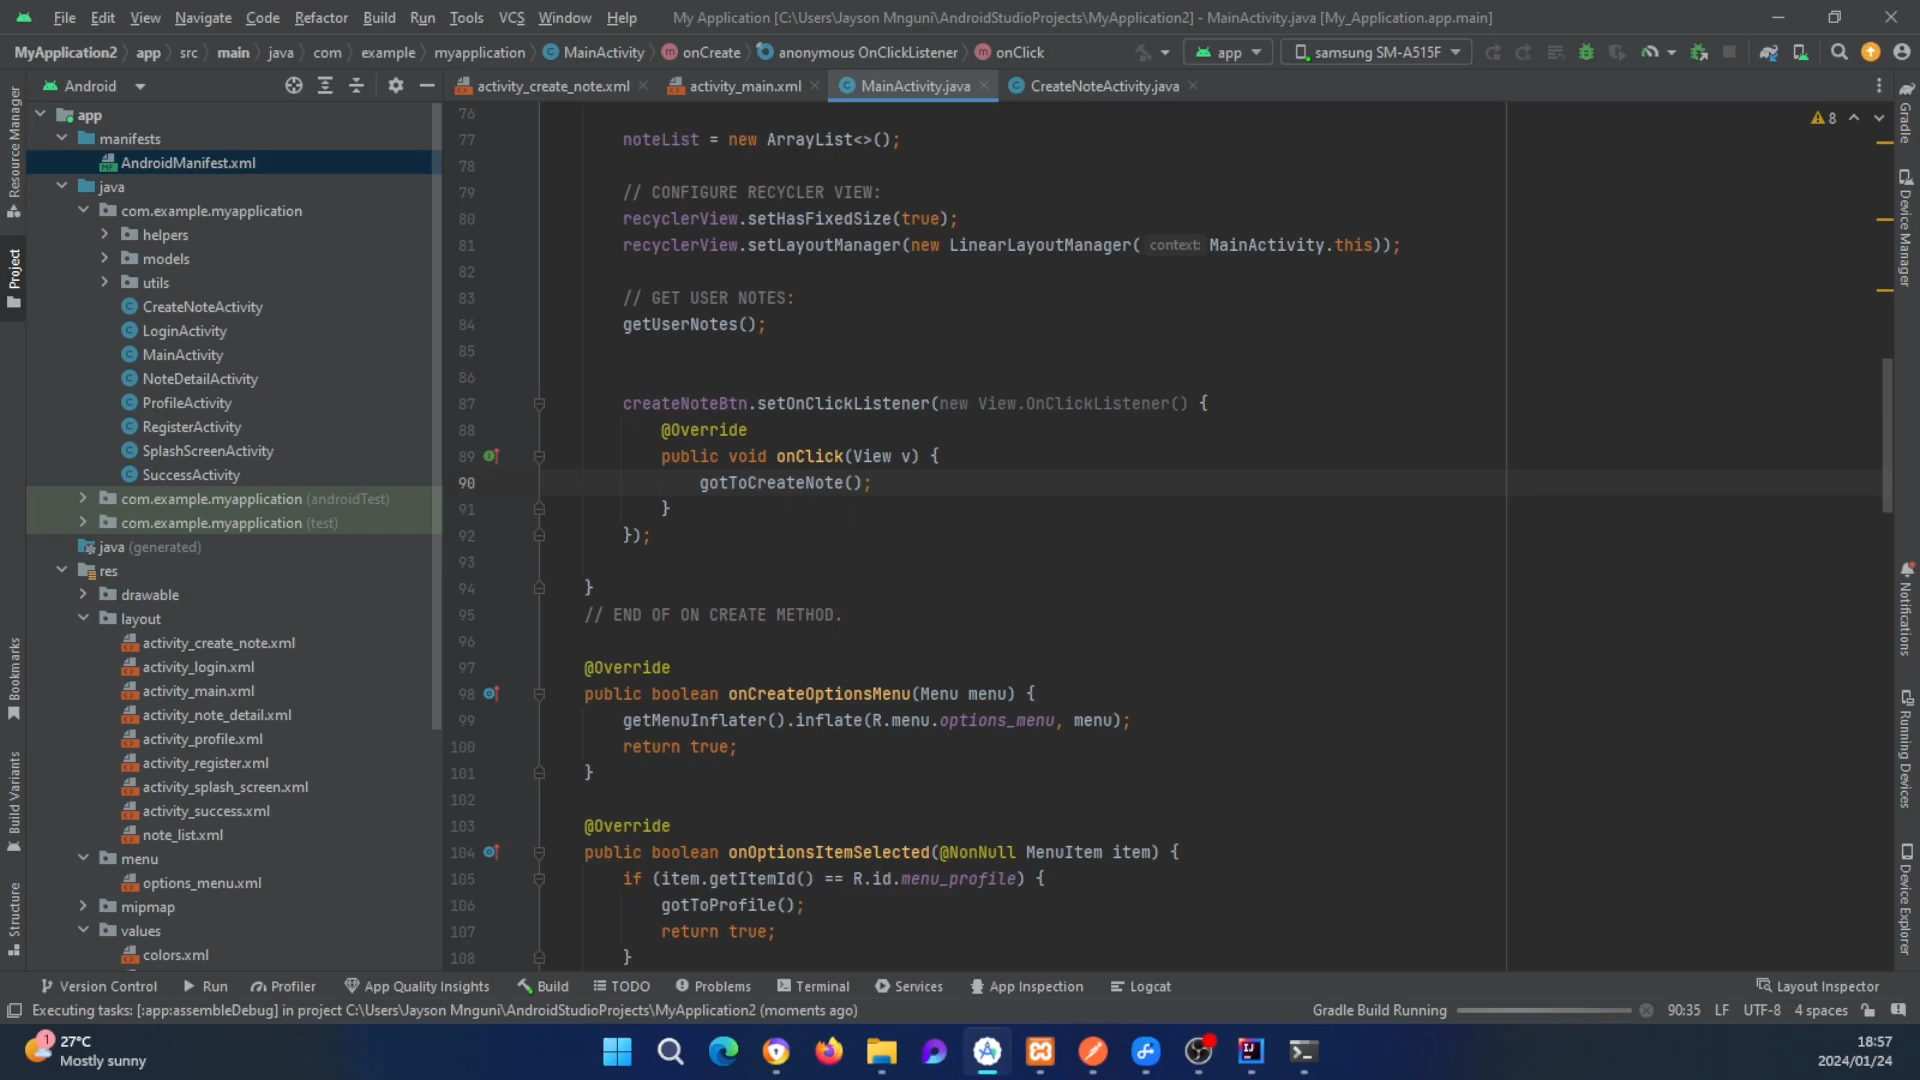 File Edit View Navigate Code Refactor Build Run Tools VCS Window Help My Application [C:\Users\Jayson Mnguni\AndroidStudioProjects\MyApplication2] - MainActivity.java [My_Application.app.main]
MyApplication2 app src main java com example myapplication MainActivity onCreate anonymous OnClickListener onClick app samsung SM-A515F
Android
activity_create_note.xml activity_main.xml MainActivity.java CreateNoteActivity.java
Resource Manager
Project
Bookmarks
Build Variants
Structure
app
manifests
AndroidManifest.xml
java
com.example.myapplication
helpers
models
utils
CreateNoteActivity
LoginActivity
MainActivity
NoteDetailActivity
ProfileActivity
RegisterActivity
SplashScreenActivity
SuccessActivity
com.example.myapplication (androidTest)
com.example.myapplication (test)
java (generated)
res
drawable
layout
activity_create_note.xml
activity_login.xml
activity_main.xml
activity_note_detail.xml
activity_profile.xml
activity_register.xml
activity_splash_screen.xml
activity_success.xml
note_list.xml
menu
options_menu.xml
mipmap
values
colors.xml
8
76
77 noteList = new ArrayList<>();
78
79 // CONFIGURE RECYCLER VIEW:
80 recyclerView.setHasFixedSize(true);
81 recyclerView.setLayoutManager(new LinearLayoutManager( context: MainActivity.this));
82
83 // GET USER NOTES:
84 getUserNotes();
85
86
87 createNoteBtn.setOnClickListener(new View.OnClickListener() {
88 @Override
89 public void onClick(View v) {
90 gotToCreateNote();
91 }
92 });
93
94 }
95 // END OF ON CREATE METHOD.
96
97 @Override
98 public boolean onCreateOptionsMenu(Menu menu) {
99 getMenuInflater().inflate(R.menu.options_menu, menu);
100 return true;
101 }
102
103 @Override
104 public boolean onOptionsItemSelected(@NonNull MenuItem item) {
105 if (item.getItemId() == R.id.menu_profile) {
106 gotToProfile();
107 return true;
108 }
Gradle
Device Manager
Notifications
Running Devices
Device Explorer
Version Control Run Profiler App Quality Insights Build TODO Problems Terminal Services App Inspection Logcat Layout Inspector
Executing tasks: [:app:assembleDebug] in project C:\Users\Jayson Mnguni\AndroidStudioProjects\MyApplication2 (moments ago) Gradle Build Running 90:35 LF UTF-8 4 spaces
1
27°C
Mostly sunny
18:57
2024/01/24